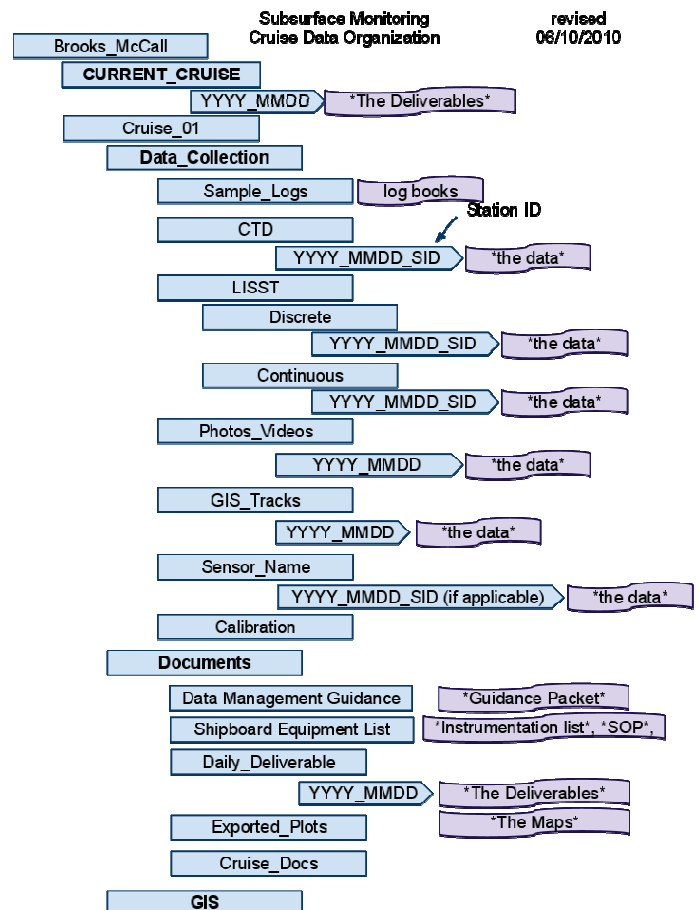 Subsurface Monitoring
Cruise Data Organization
revised
06/10/2010
Brooks_McCall
CURRENT_CRUISE
YYYY_MMDD
*The Deliverables*
Cruise_01
Data_Collection
Sample_Logs
log books
Station ID
CTD
YYYY_MMDD_SID
*the data*
LISST
Discrete
YYYY_MMDD_SID
*the data*
Continuous
YYYY_MMDD_SID
*the data*
Photos_Videos
YYYY_MMDD
*the data*
GIS_Tracks
YYYY_MMDD
*the data*
Sensor_Name
YYYY_MMDD_SID (if applicable)
*the data*
Calibration
Documents
Data Management Guidance
*Guidance Packet*
Shipboard Equipment List
*Instrumentation list*, *SOP*,
Daily_Deliverable
YYYY_MMDD
*The Deliverables*
Exported_Plots
*The Maps*
Cruise_Docs
GIS